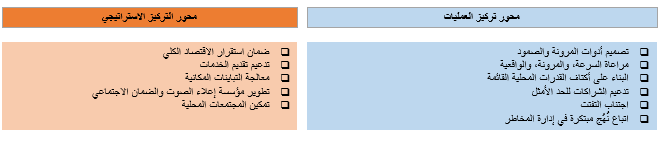 محور تركيز العمليات
❑ تصميم أدوات المرونة والصمود
❑ مراعاة السرعة، والمرونة، والواقعية
❑ البناء على أكتاف القدرات المحلية القائمة
❑ تدعيم الشراكات للحد الأمثل
❑ اجتناب التفتت
❑ اتباع نُهُج مبتكرة في إدارة المخاطر
محور التركيز الاستراتيجي
❑ ضمان استقرار الاقتصاد الكلي
❑ تدعيم تقديم الخدمات
❑ معالجة التباينات المكانية
❑ تطوير مؤسسة إعلاء الصوت والضمان الاجتماعي
❑ تمكين المجتمعات المحلية